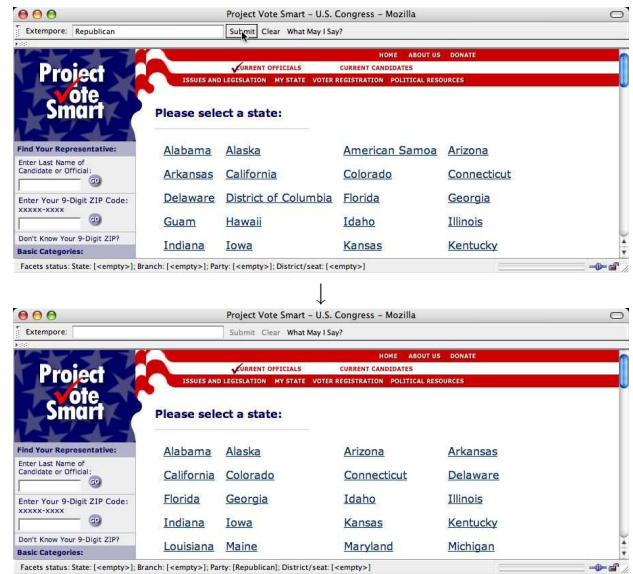 Project Vote Smart – U.S. Congress – Mozilla
Extempore: Republican Submit Clear What May I Say?
HOME ABOUT US DONATE
CURRENT OFFICIALS CURRENT CANDIDATES
ISSUES AND LEGISLATION MY STATE VOTER REGISTRATION POLITICAL RESOURCES
Project
Vote
Smart
Please select a state:
Find Your Representative:
Enter Last Name of
Candidate or Official:
GO
Enter Your 9-Digit ZIP Code:
xxxxx-xxxx
GO
Don't Know Your 9-Digit ZIP?
Basic Categories:
Alabama Alaska American Samoa Arizona
Arkansas California Colorado Connecticut
Delaware District of Columbia Florida Georgia
Guam Hawaii Idaho Illinois
Indiana Iowa Kansas Kentucky
Facets status: State: [<empty>]; Branch: [<empty>]; Party: [<empty>]; District/seat: [<empty>]
Project Vote Smart – U.S. Congress – Mozilla
Extempore: Submit Clear What May I Say?
HOME ABOUT US DONATE
CURRENT OFFICIALS CURRENT CANDIDATES
ISSUES AND LEGISLATION MY STATE VOTER REGISTRATION POLITICAL RESOURCES
Project
Vote
Smart
Please select a state:
Find Your Representative:
Enter Last Name of
Candidate or Official:
GO
Enter Your 9-Digit ZIP Code:
xxxxx-xxxx
GO
Don't Know Your 9-Digit ZIP?
Basic Categories:
Alabama Alaska Arizona Arkansas
California Colorado Connecticut Delaware
Florida Georgia Idaho Illinois
Indiana Iowa Kansas Kentucky
Louisiana Maine Maryland Michigan
Facets status: State: [<empty>]; Branch: [<empty>]; Party: [Republican]; District/seat: [<empty>]